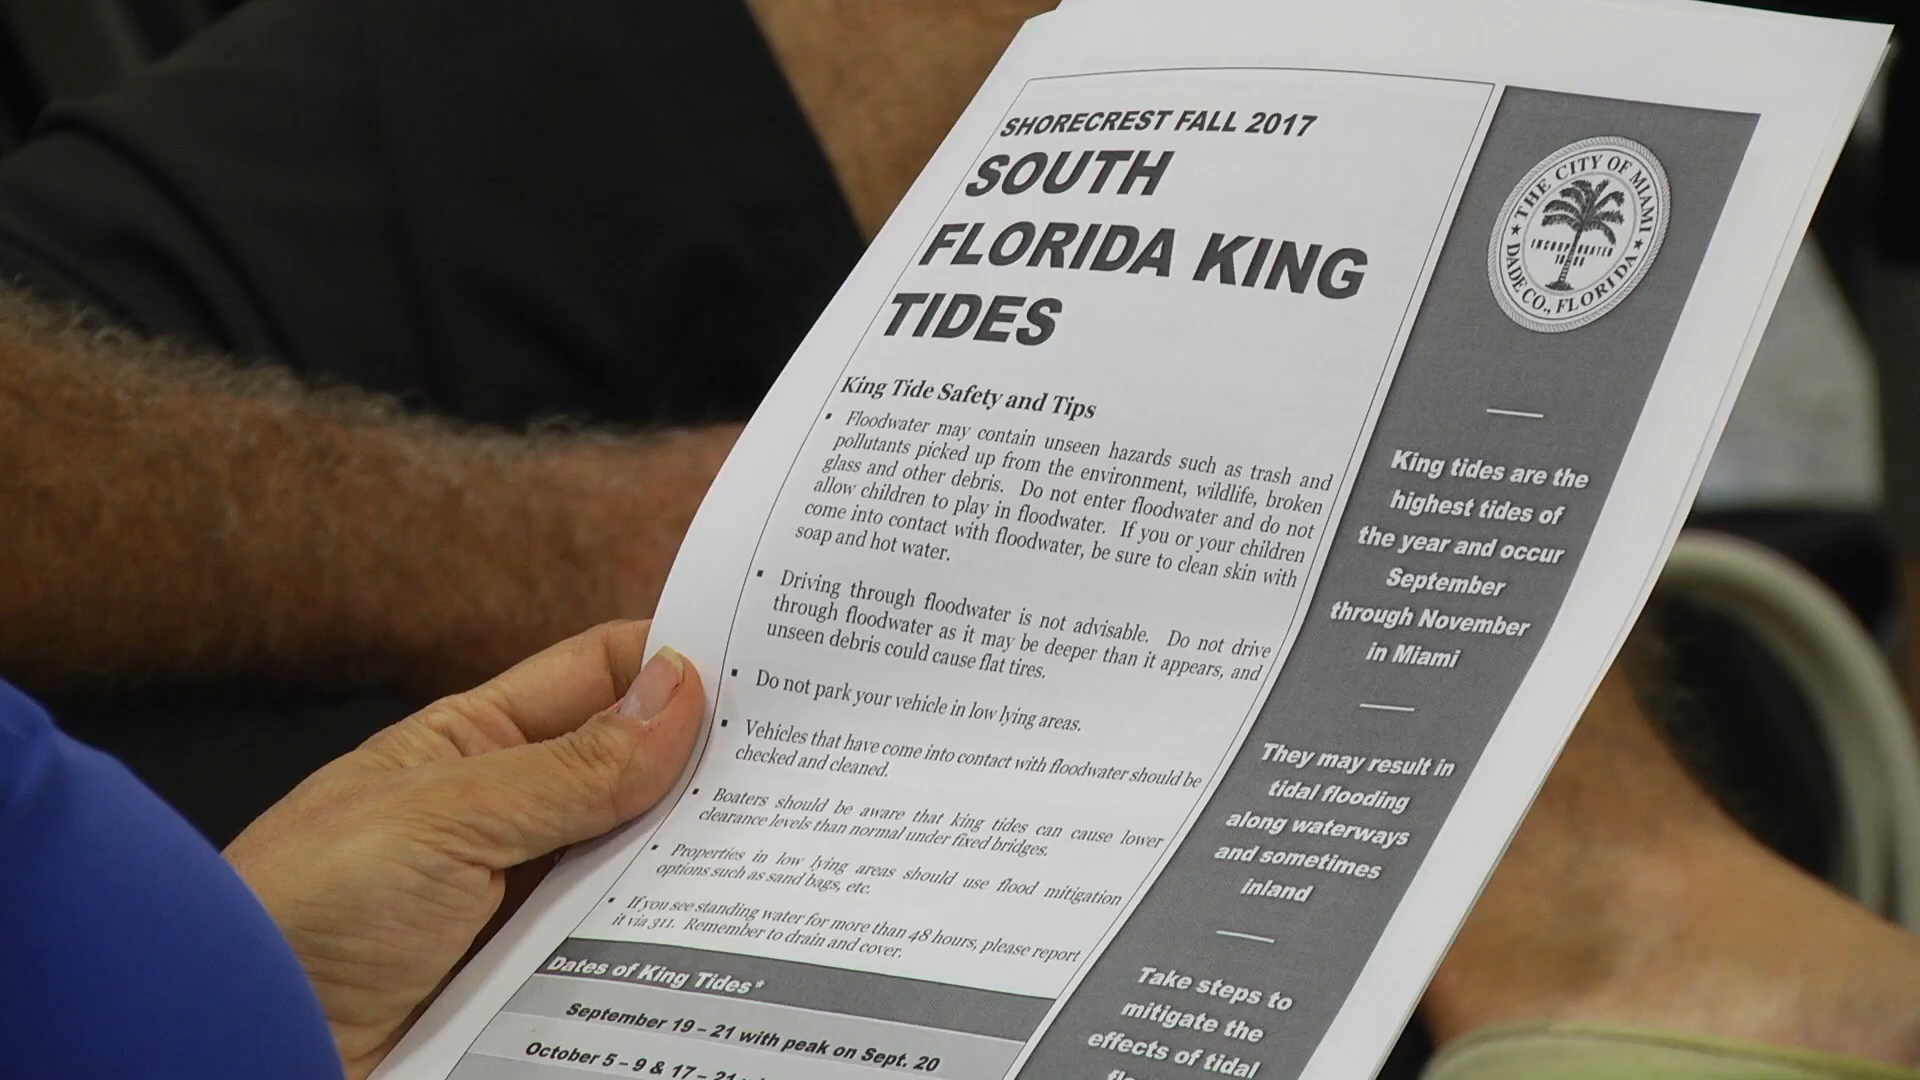 SHORECREST FALL 2017
SOUTH
FLORIDA KING
TIDES
King Tide Safety and Tips
▪ Floodwater may contain unseen hazards such as trash and
pollutants picked up from the environment, wildlife, broken
glass and other debris. Do not enter floodwater and do not
allow children to play in floodwater. If you or your children
come into contact with floodwater, be sure to clean skin with
soap and hot water.
▪ Driving through floodwater is not advisable. Do not drive
through floodwater as it may be deeper than it appears, and
unseen debris could cause flat tires.
▪ Do not park your vehicle in low lying areas.
▪ Vehicles that have come into contact with floodwater should be
checked and cleaned.
▪ Boaters should be aware that king tides can cause lower
clearance levels than normal under fixed bridges.
▪ Properties in low lying areas should use flood mitigation
options such as sand bags, etc.
▪ If you see standing water for more than 48 hours, please report
it via 311. Remember to drain and cover.
Dates of King Tides*
September 19 – 21 with peak on Sept. 20
October 5 – 9 & 17 – 21
THE CITY OF MIAMI
INCORPORATED
DADE CO., FLORIDA
King tides are the
highest tides of
the year and occur
September
through November
in Miami
They may result in
tidal flooding
along waterways
and sometimes
inland
Take steps to
mitigate the
effects of tidal